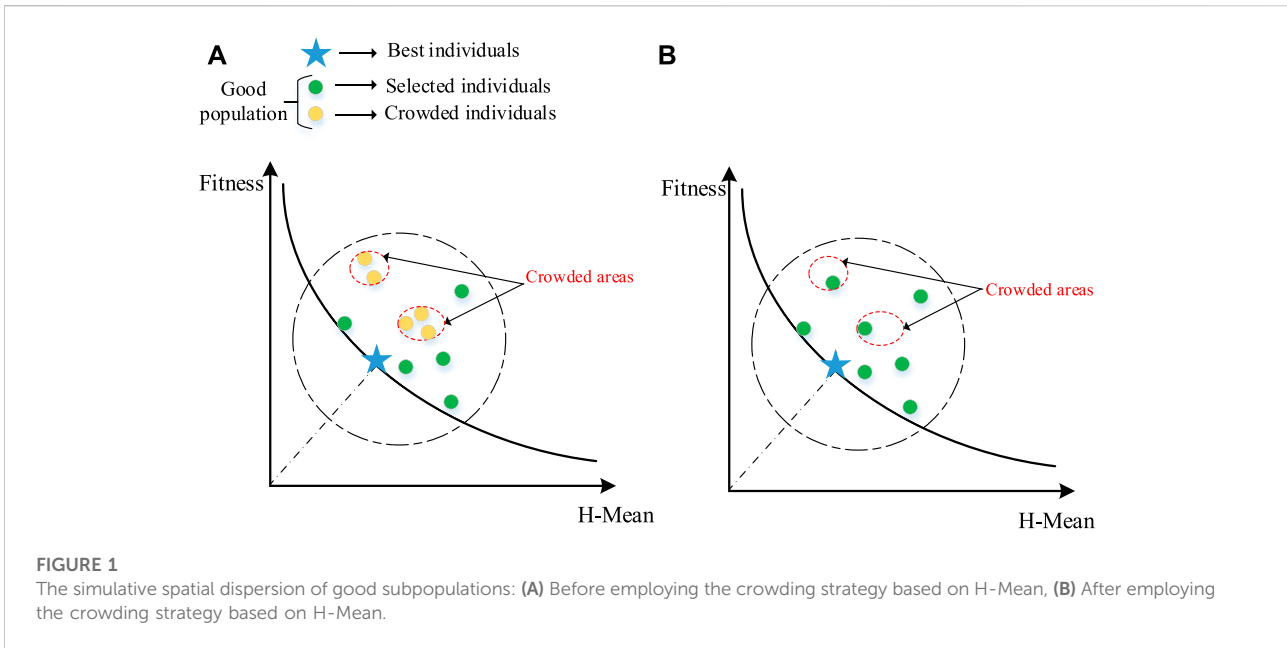 A
B
Best individuals
Good
population
Selected individuals
Crowded individuals
Fitness
Crowded areas
H-Mean
Fitness
Crowded areas
H-Mean
FIGURE 1
The simulative spatial dispersion of good subpopulations: (A) Before employing the crowding strategy based on H-Mean, (B) After employing
the crowding strategy based on H-Mean.